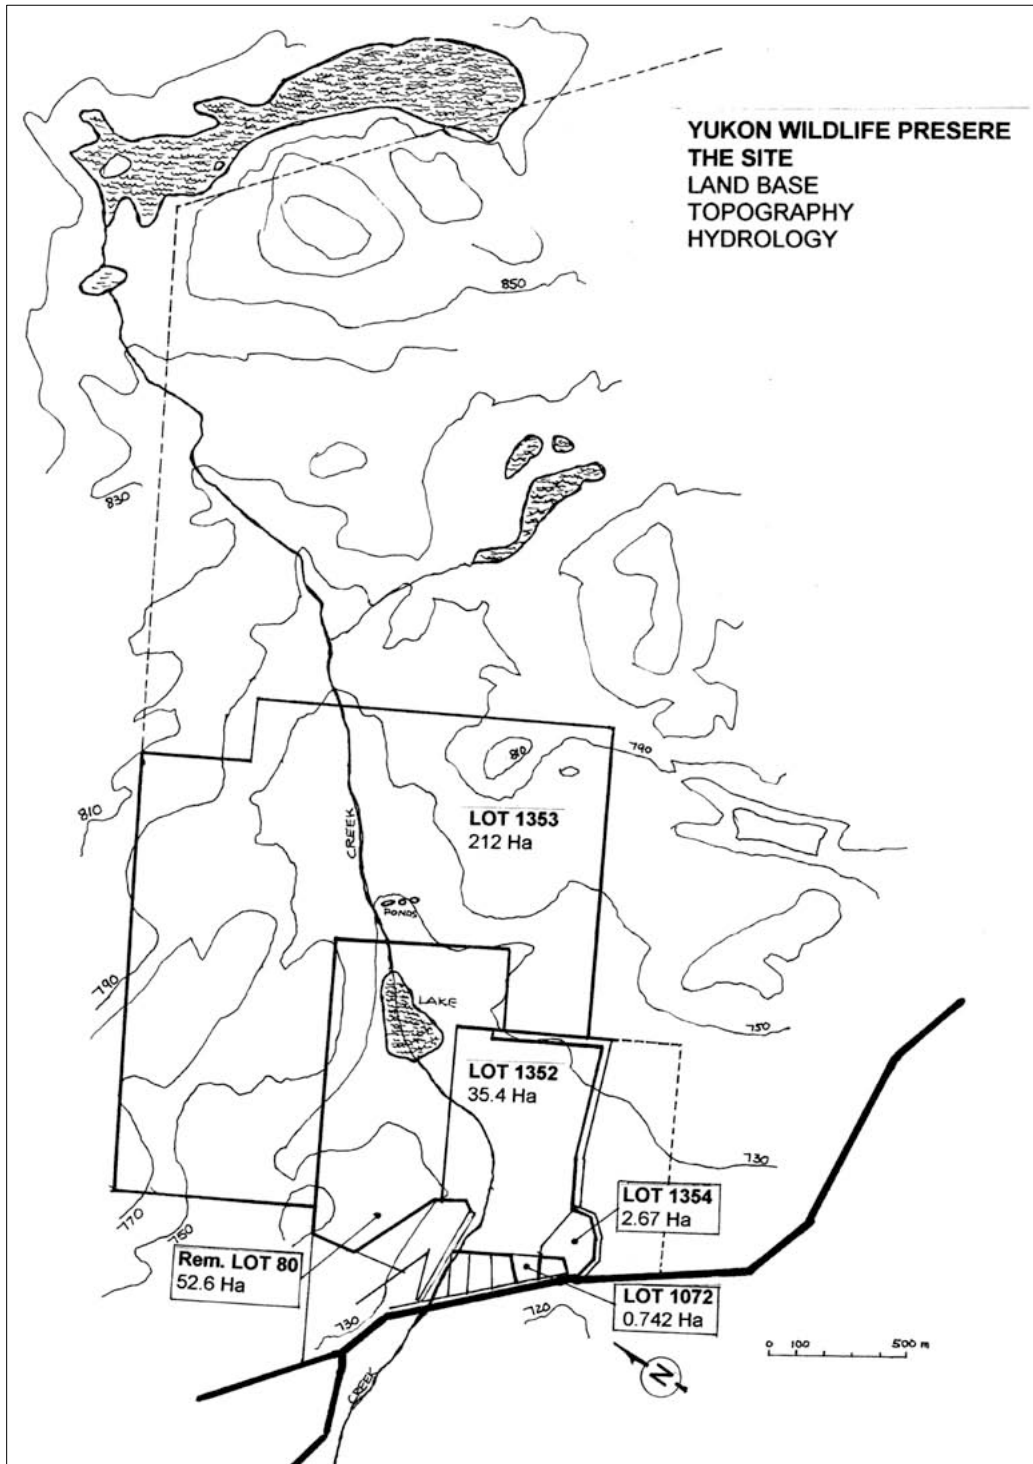 YUKON WILDLIFE PRESERE
THE SITE
LAND BASE
TOPOGRAPHY
HYDROLOGY
850
830
790
810
810
LOT 1353
212 Ha
CREEK
PONDS
790
LAKE
750
LOT 1352
35.4 Ha
730
770
750
LOT 1354
2.67 Ha
Rem. LOT 80
52.6 Ha
LOT 1072
0.742 Ha
720
730
0 100 500 m
N
CREEK